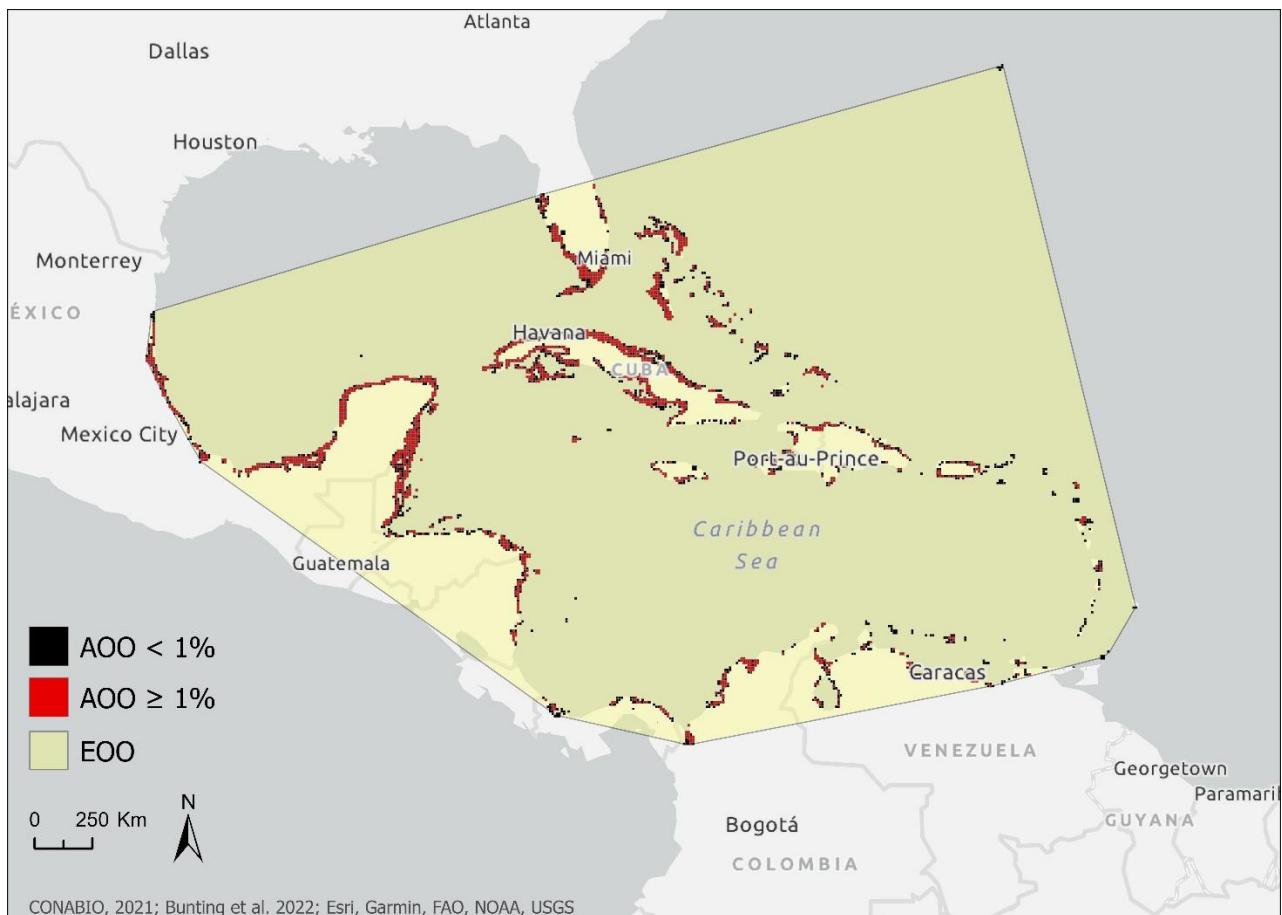 Atlanta
Dallas
Houston
Monterrey
ÉXICO
Miami
Havana
CUBA
alajara
Mexico City
Port-au-Prince
Caribbean
Sea
Guatemala
AOO < 1%
AOO ≥ 1%
EOO
Caracas
VENEZUELA
Georgetown
Paramarib
GUYANA
Bogotá
COLOMBIA
N
0 250 Km
CONABIO, 2021; Bunting et al. 2022; Esri, Garmin, FAO, NOAA, USGS